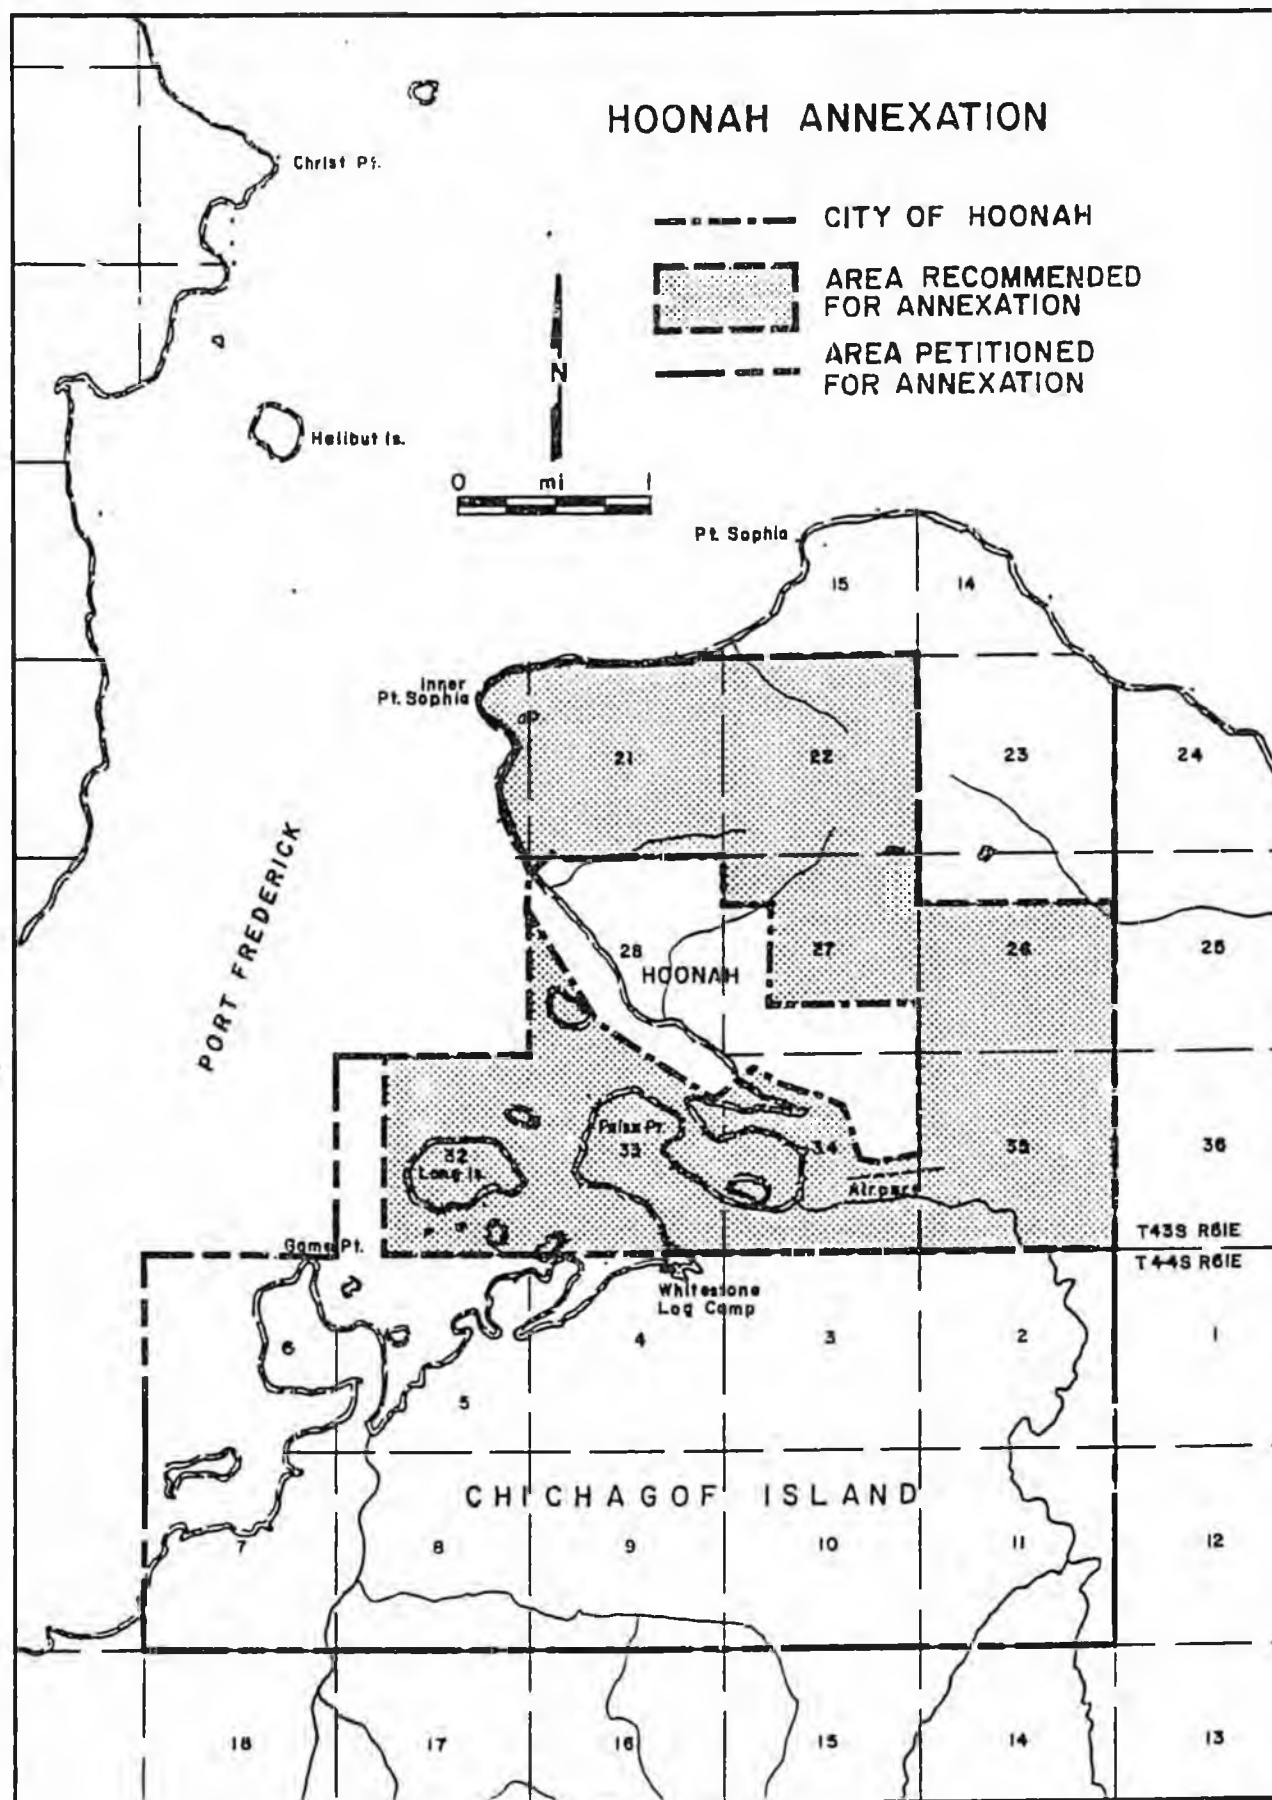 HOONAH ANNEXATION
Christ Pt.
CITY OF HOONAH
AREA RECOMMENDED
FOR ANNEXATION
N
AREA PETITIONED
FOR ANNEXATION
Halibut Is.
0 mi 1
Pt. Sophia
15 14
Inner
Pt. Sophia
21 22 23 24
PORT FREDERICK
28 27 26 25
HOONAH
False Pt.
32 33 34 35 36
Long Is.
Airport
T43S R61E
Game Pt.
T44S R61E
Whitestone
Log Camp
6 5 4 3 2 1
CHICHAGOF ISLAND
7 8 9 10 11 12
18 17 16 15 14 13